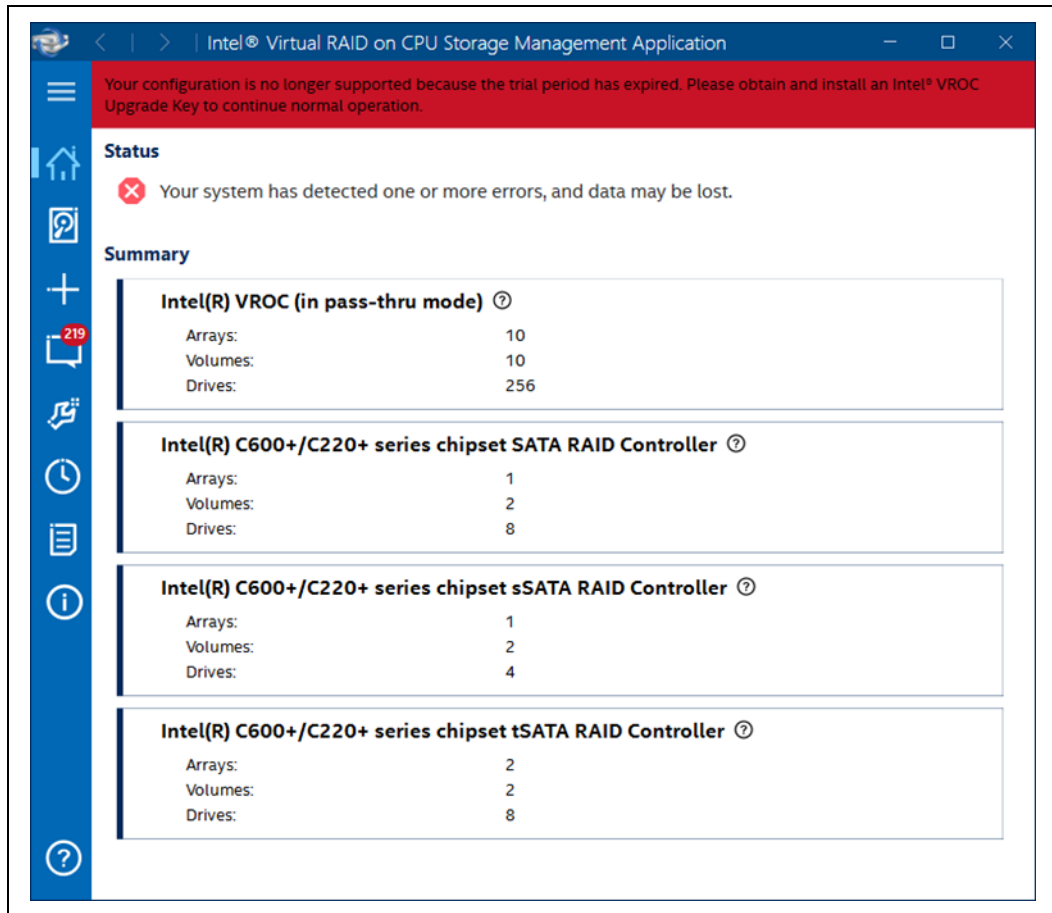 Intel® Virtual RAID on CPU Storage Management Application
Your configuration is no longer supported because the trial period has expired. Please obtain and install an Intel® VROC
Upgrade Key to continue normal operation.
Status
Your system has detected one or more errors, and data may be lost.
Summary
Intel(R) VROC (in pass-thru mode) ?
Arrays: 10
Volumes: 10
Drives: 256
219
Intel(R) C600+/C220+ series chipset SATA RAID Controller ?
Arrays: 1
Volumes: 2
Drives: 8
Intel(R) C600+/C220+ series chipset sSATA RAID Controller ?
Arrays: 1
Volumes: 2
Drives: 4
Intel(R) C600+/C220+ series chipset tSATA RAID Controller ?
Arrays: 2
Volumes: 2
Drives: 8
?